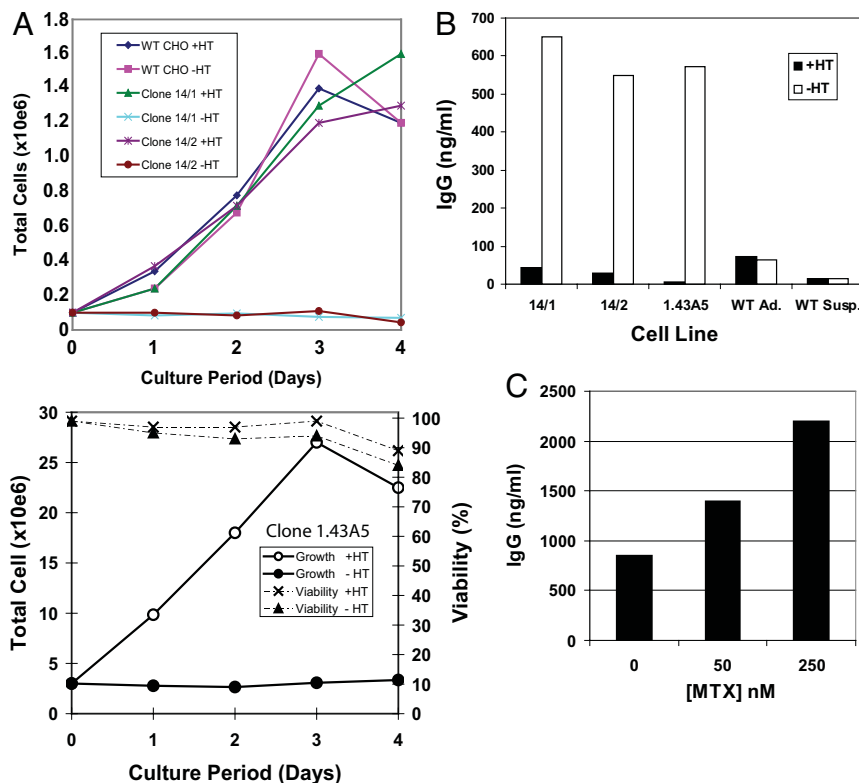 A
Total Cells (x10e6)
1.8
1.6
1.4
1.2
1.0
0.8
0.6
0.4
0.2
0
WT CHO +HT
WT CHO -HT
Clone 14/1 +HT
Clone 14/1 -HT
Clone 14/2 +HT
Clone 14/2 -HT
0 1 2 3 4
Culture Period (Days)
B
IgG (ng/ml)
700
600
500
400
300
200
100
0
+HT
-HT
14/1 14/2 1.43A5 WT Ad. WT Susp.
Cell Line
Total Cell (x10e6)
30
25
20
15
10
5
0
Clone 1.43A5
Growth +HT
Growth - HT
Viability +HT
Viability - HT
100
90
80
70
60
50
40
30
20
10
0
Viability (%)
0 1 2 3 4
Culture Period (Days)
C
IgG (ng/ml)
2500
2000
1500
1000
500
0
0 50 250
[MTX] nM